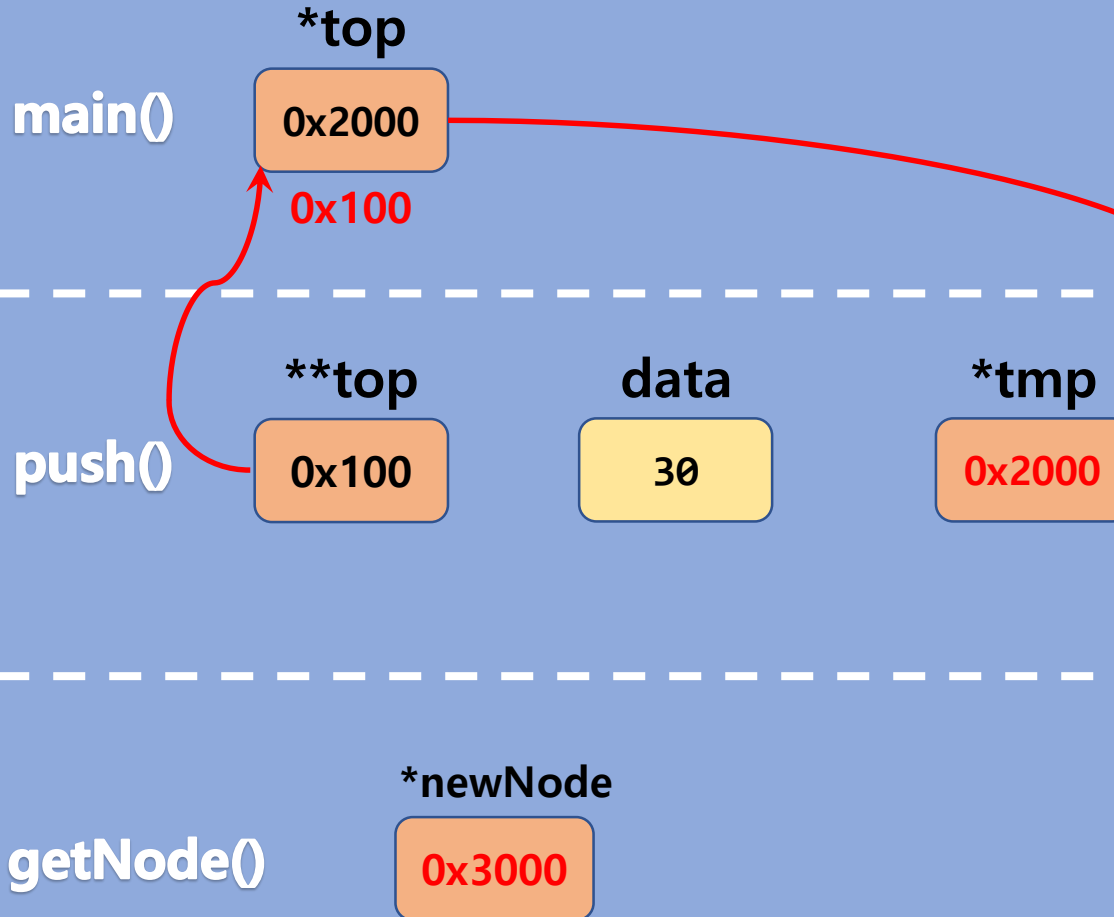 *top
main()
0x2000
0x100
**top
data
*tmp
push()
0x100
30
0x2000
*newNode
getNode()
0x3000